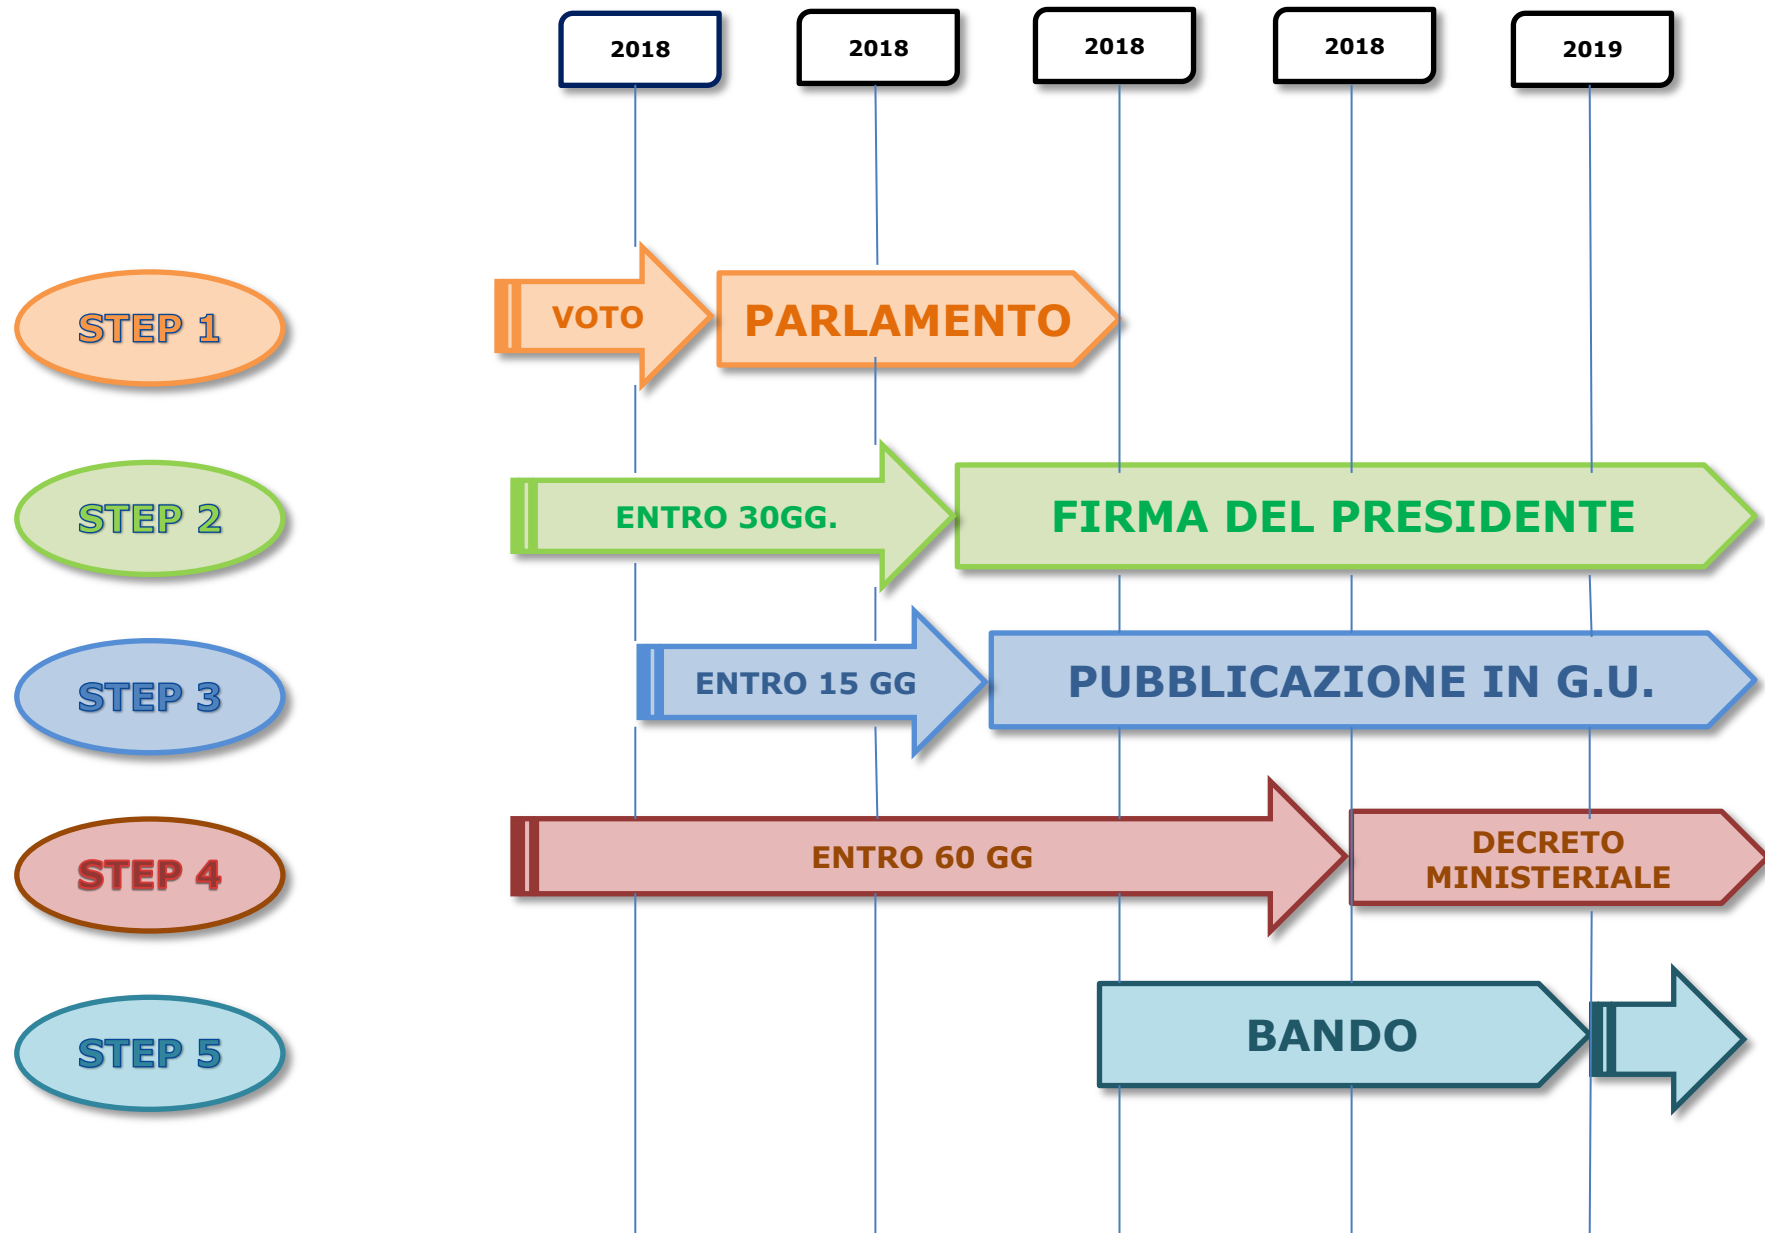 2018
2018
2018
2018
2019
STEP 1
VOTO
PARLAMENTO
STEP 2
ENTRO 30GG.
FIRMA DEL PRESIDENTE
STEP 3
ENTRO 15 GG
PUBBLICAZIONE IN G.U.
STEP 4
ENTRO 60 GG
DECRETO
MINISTERIALE
STEP 5
BANDO